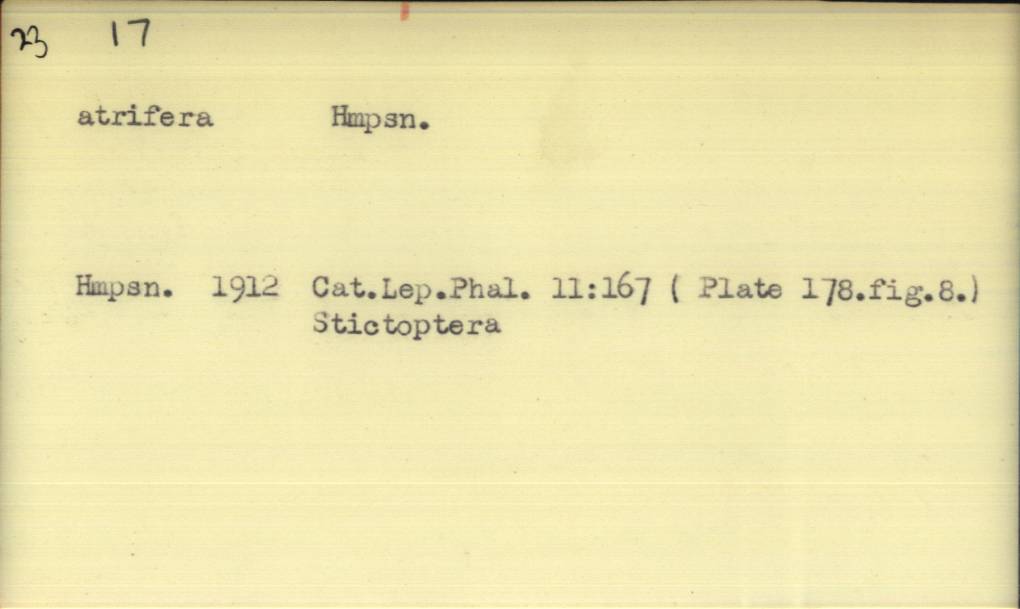 23 17
atrifera Hmpsn.
Hmpsn. 1912 Cat.Lep.Phal. 11:167 ( Plate 178.fig.8.)
Stictoptera